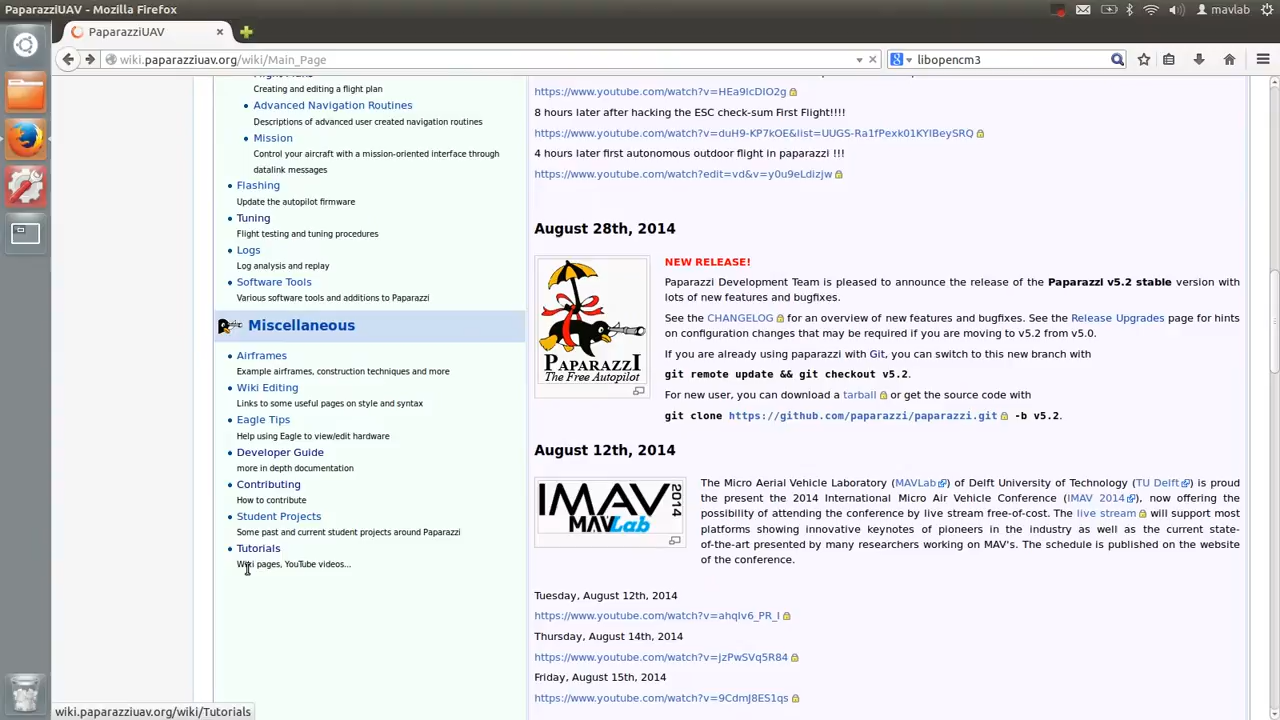 PaparazziUAV - Mozilla Firefox
mavlab
PaparazziUAV
wiki.paparazziuav.org/wiki/Main_Page
libopencm3
Creating and editing a flight plan
Advanced Navigation Routines
Descriptions of advanced user created navigation routines
Mission
Control your aircraft with a mission-oriented interface through
datalink messages
Flashing
Update the autopilot firmware
Tuning
Flight testing and tuning procedures
Logs
Log analysis and replay
Software Tools
Various software tools and additions to Paparazzi
Miscellaneous
Airframes
Example airframes, construction techniques and more
Wiki Editing
Links to some useful pages on style and syntax
Eagle Tips
Help using Eagle to view/edit hardware
Developer Guide
more in depth documentation
Contributing
How to contribute
Student Projects
Some past and current student projects around Paparazzi
Tutorials
Wiki pages, YouTube videos...
https://www.youtube.com/watch?v=HEa9IcDIO2g
8 hours later after hacking the ESC check-sum First Flight!!!!
https://www.youtube.com/watch?v=duH9-KP7kOE&list=UUGS-Ra1fPexk01KYIBeySRQ
4 hours later first autonomous outdoor flight in paparazzi !!!
https://www.youtube.com/watch?edit=vd&v=y0u9eLdizjw
August 28th, 2014
PAPARAZZI
The Free Autopilot
NEW RELEASE!
Paparazzi Development Team is pleased to announce the release of the Paparazzi v5.2 stable version with
lots of new features and bugfixes.
See the CHANGELOG for an overview of new features and bugfixes. See the Release Upgrades page for hints
on configuration changes that may be required if you are moving to v5.2 from v5.0.
If you are already using paparazzi with Git, you can switch to this new branch with
git remote update && git checkout v5.2.
For new user, you can download a tarball or get the source code with
git clone https://github.com/paparazzi/paparazzi.git -b v5.2.
August 12th, 2014
IMAV 2014
MAVLab
The Micro Aerial Vehicle Laboratory (MAVLab) of Delft University of Technology (TU Delft) is proud
the present the 2014 International Micro Air Vehicle Conference (IMAV 2014), now offering the
possibility of attending the conference by live stream free-of-cost. The live stream will support most
platforms showing innovative keynotes of pioneers in the industry as well as the current state-
of-the-art presented by many researchers working on MAV's. The schedule is published on the website
of the conference.
Tuesday, August 12th, 2014
https://www.youtube.com/watch?v=ahqIv6_PR_I
Thursday, August 14th, 2014
https://www.youtube.com/watch?v=jzPwSVq5R84
Friday, August 15th, 2014
https://www.youtube.com/watch?v=9CdmJ8ES1qs
wiki.paparazziuav.org/wiki/Tutorials